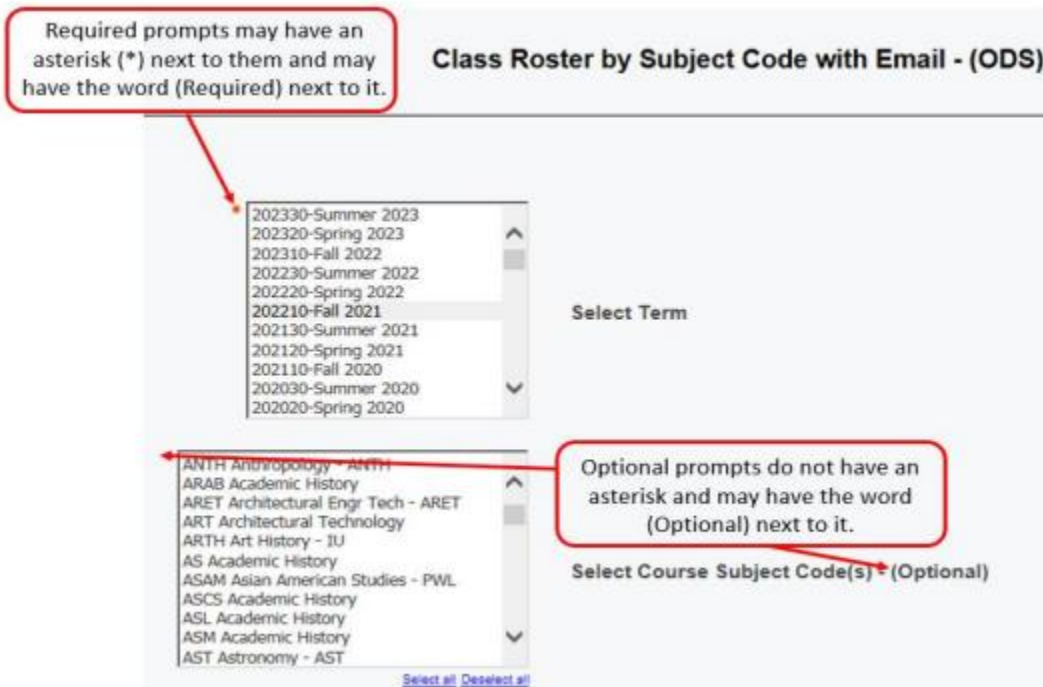 Required prompts may have an
asterisk (*) next to them and may
have the word (Required) next to it.
Class Roster by Subject Code with Email - (ODS)
*
202330-Summer 2023
202320-Spring 2023
202310-Fall 2022
202230-Summer 2022
202220-Spring 2022
202210-Fall 2021
202130-Summer 2021
202120-Spring 2021
202110-Fall 2020
202030-Summer 2020
202020-Spring 2020
Select Term
ANTH Anthropology - ANTH
ARAB Academic History
ARET Architectural Engr Tech - ARET
ART Architectural Technology
ARTH Art History - IU
AS Academic History
ASAM Asian American Studies - PWL
ASCS Academic History
ASL Academic History
ASM Academic History
AST Astronomy - AST
Select all Deselect all
Optional prompts do not have an
asterisk and may have the word
(Optional) next to it.
Select Course Subject Code(s) - (Optional)